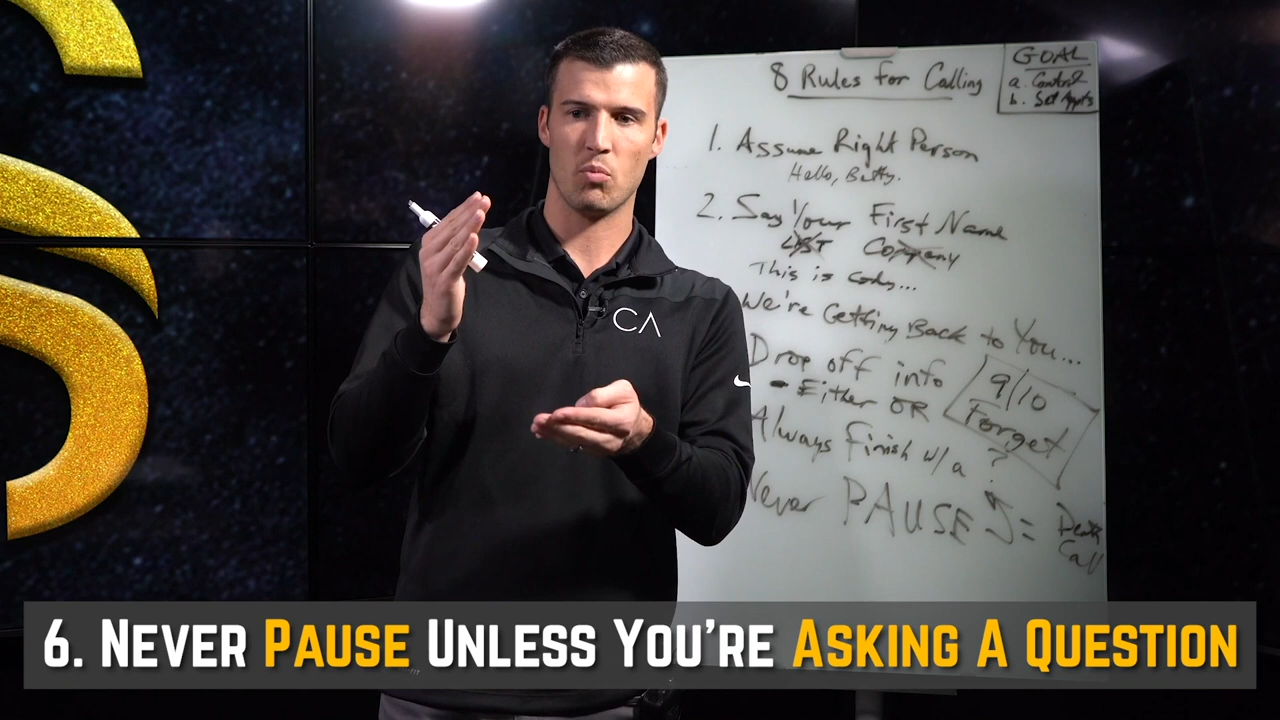 8 Rules for Calling
GOAL
a. Control
b. Set Appts
1. Assume Right Person
Hello, Betty.
2. Say Your First Name
LAST Company
This is Cody...
We're Getting Back to You...
Drop off into
- Either OR
9/10
Forget
Always Finish w/a ?
Never PAUSE =
Death
Call
CA
S
6. NEVER PAUSE UNLESS YOU'RE ASKING A QUESTION